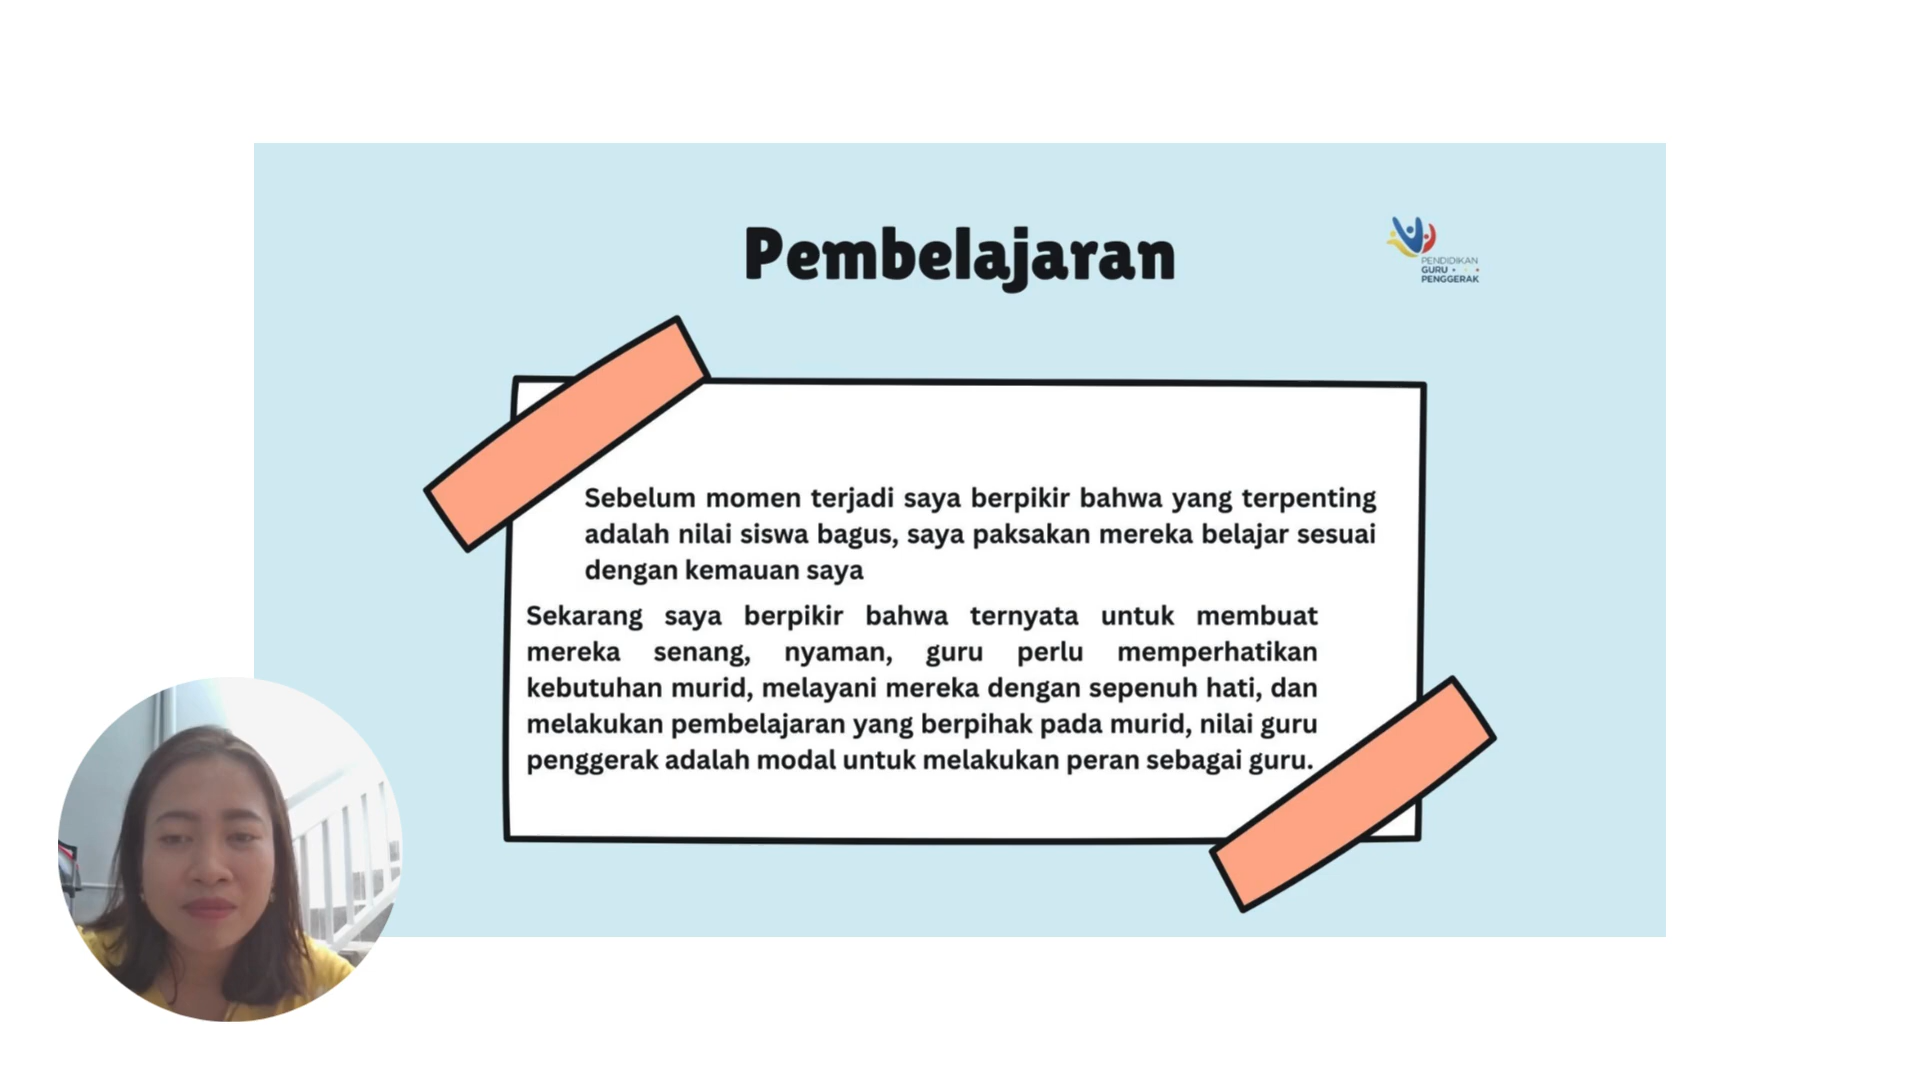 Pembelajaran
PENDIDIKAN
GURU
PENGGERAK
Sebelum momen terjadi saya berpikir bahwa yang terpenting
adalah nilai siswa bagus, saya paksakan mereka belajar sesuai
dengan kemauan saya
Sekarang saya berpikir bahwa ternyata untuk membuat
mereka senang, nyaman, guru perlu memperhatikan
kebutuhan murid, melayani mereka dengan sepenuh hati, dan
melakukan pembelajaran yang berpihak pada murid, nilai guru
penggerak adalah modal untuk melakukan peran sebagai guru.